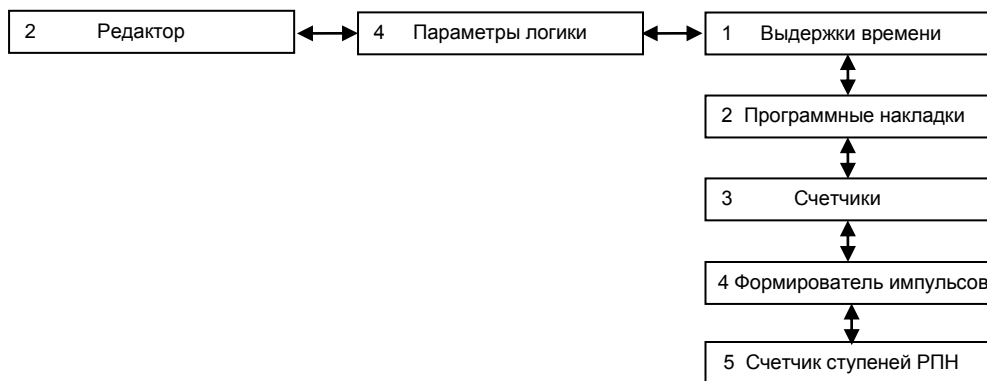 2 Редактор
4 Параметры логики
1 Выдержки времени
2 Программные накладки
3 Счетчики
4 Формирователь импульсов
5 Счетчик ступеней РПН